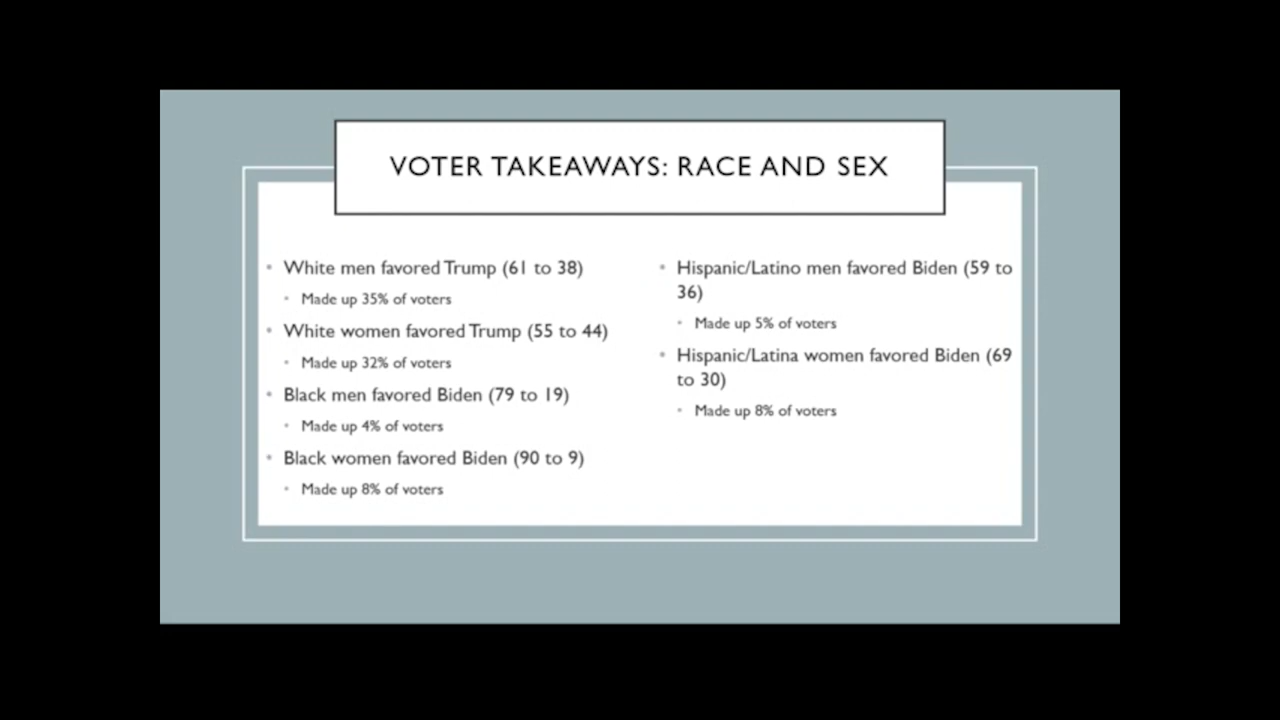 VOTER TAKEAWAYS: RACE AND SEX
• White men favored Trump (61 to 38)
• Made up 35% of voters
• White women favored Trump (55 to 44)
• Made up 32% of voters
• Black men favored Biden (79 to 19)
• Made up 4% of voters
• Black women favored Biden (90 to 9)
• Made up 8% of voters
• Hispanic/Latino men favored Biden (59 to
36)
• Made up 5% of voters
• Hispanic/Latina women favored Biden (69
to 30)
• Made up 8% of voters